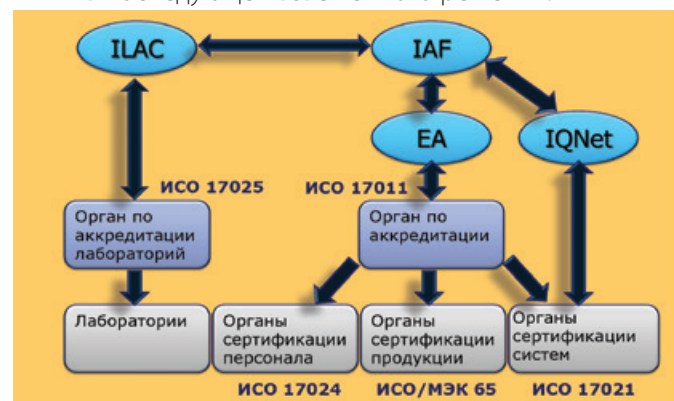 ILAC
IAF
EA
IQNet
ИСО 17025
ИСО 17011
Орган по
аккредитации
лабораторий
Орган по
аккредитации
Лаборатории
Органы
сертификации
персонала
Органы
сертификации
продукции
Органы
сертификации
систем
ИСО 17024
ИСО/МЭК 65
ИСО 17021